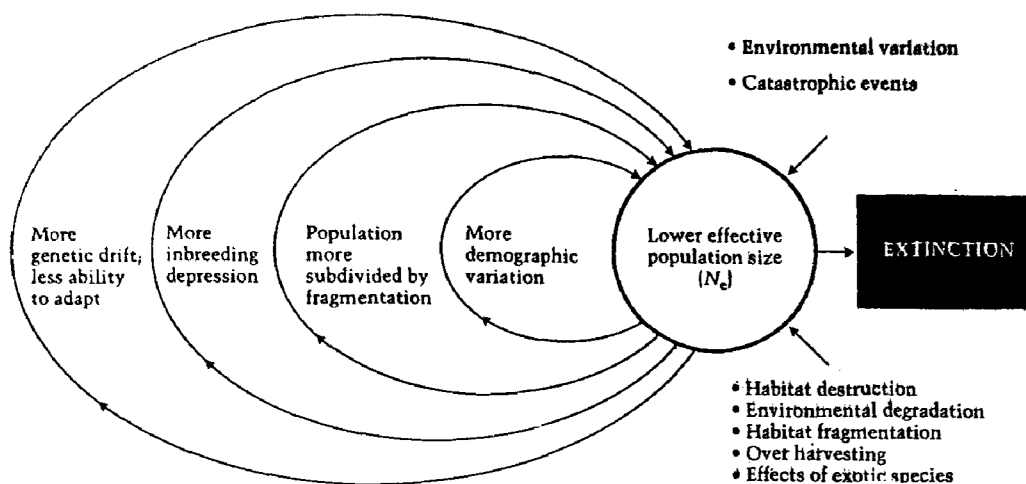 • Environmental variation
• Catastrophic events
More
genetic drift;
less ability
to adapt
More
inbreeding
depression
Population
more
subdivided by
fragmentation
More
demographic
variation
Lower effective
population size
(Ne)
EXTINCTION
• Habitat destruction
• Environmental degradation
• Habitat fragmentation
• Over harvesting
• Effects of exotic species